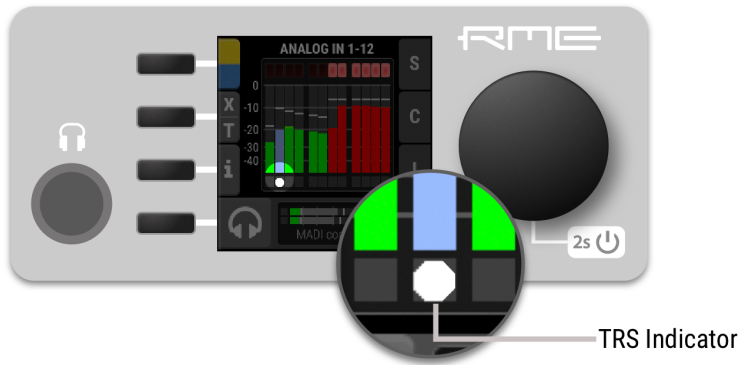 RME
ANALOG IN 1-12
S
0
X
-10
C
T
-20
-30
i
-40
MADI co
2s
TRS Indicator